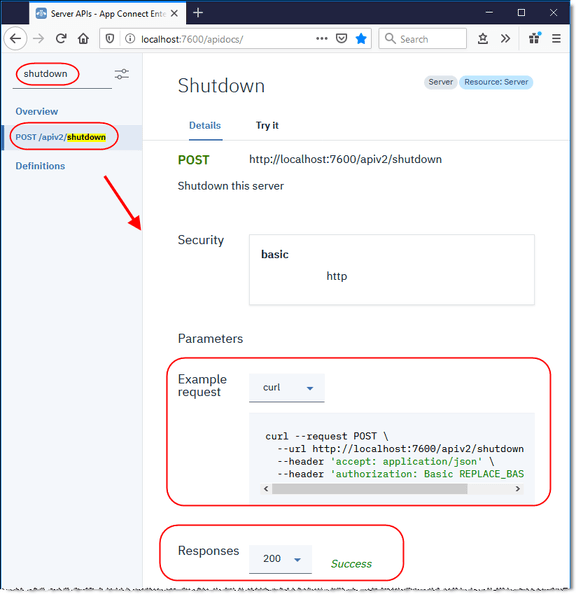 Server APIs - App Connect Ente
localhost:7600/apidocs/
Search
shutdown
Overview
POST /apiv2/shutdown
Definitions
Shutdown
Server
Resource: Server
Details
Try it
POST
http://localhost:7600/apiv2/shutdown
Shutdown this server
Security
basic
http
Parameters
Example
request
curl
curl --request POST \
--url http://localhost:7600/apiv2/shutdown
--header 'accept: application/json' \
--header 'authorization: Basic REPLACE_BAS
Responses
200
Success